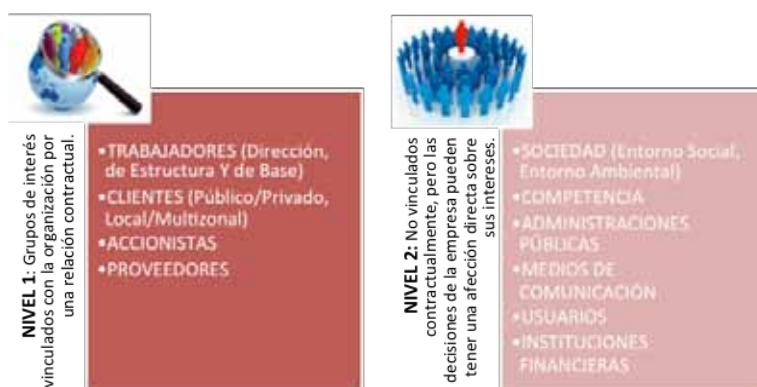 NIVEL 1: Grupos de interés
vinculados con la organización por
una relación contractual.
•TRABAJADORES (Dirección,
de Estructura Y de Base)
•CLIENTES (Público/Privado,
Local/Multizonal)
•ACCIONISTAS
•PROVEEDORES
NIVEL 2: No vinculados
contractualmente, pero las
decisiones de la empresa pueden
tener una afección directa sobre
sus intereses.
•SOCIEDAD (Entorno Social,
Entorno Ambiental)
•COMPETENCIA
•ADMINISTRACIONES
PÚBLICAS
•MEDIOS DE
COMUNICACIÓN
•USUARIOS
•INSTITUCIONES
FINANCIERAS